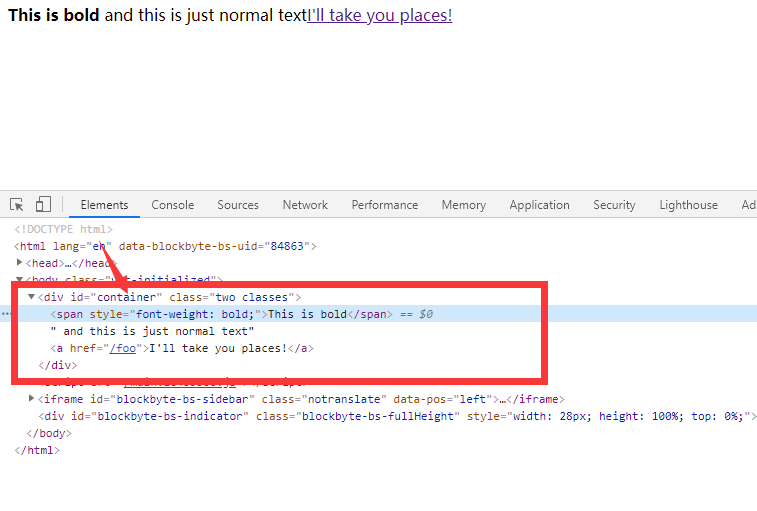 This is bold and this is just normal textI'll take you places!
Elements Console Sources Network Performance Memory Application Security Lighthouse Ad
<!DOCTYPE html>
<html lang="en" data-blockbyte-bs-uid="84863">
<head>…</head>
<body class="-initialized">
<div id="container" class="two classes">
<span style="font-weight: bold;">This is bold</span> == $0
" and this is just normal text"
<a href="/foo">I'll take you places!</a>
</div>
<iframe id="blockbyte-bs-sidebar" class="notranslate" data-pos="left">…</iframe>
<div id="blockbyte-bs-indicator" class="blockbyte-bs-fullHeight" style="width: 28px; height: 100%; top: 0%;">
</body>
</html>